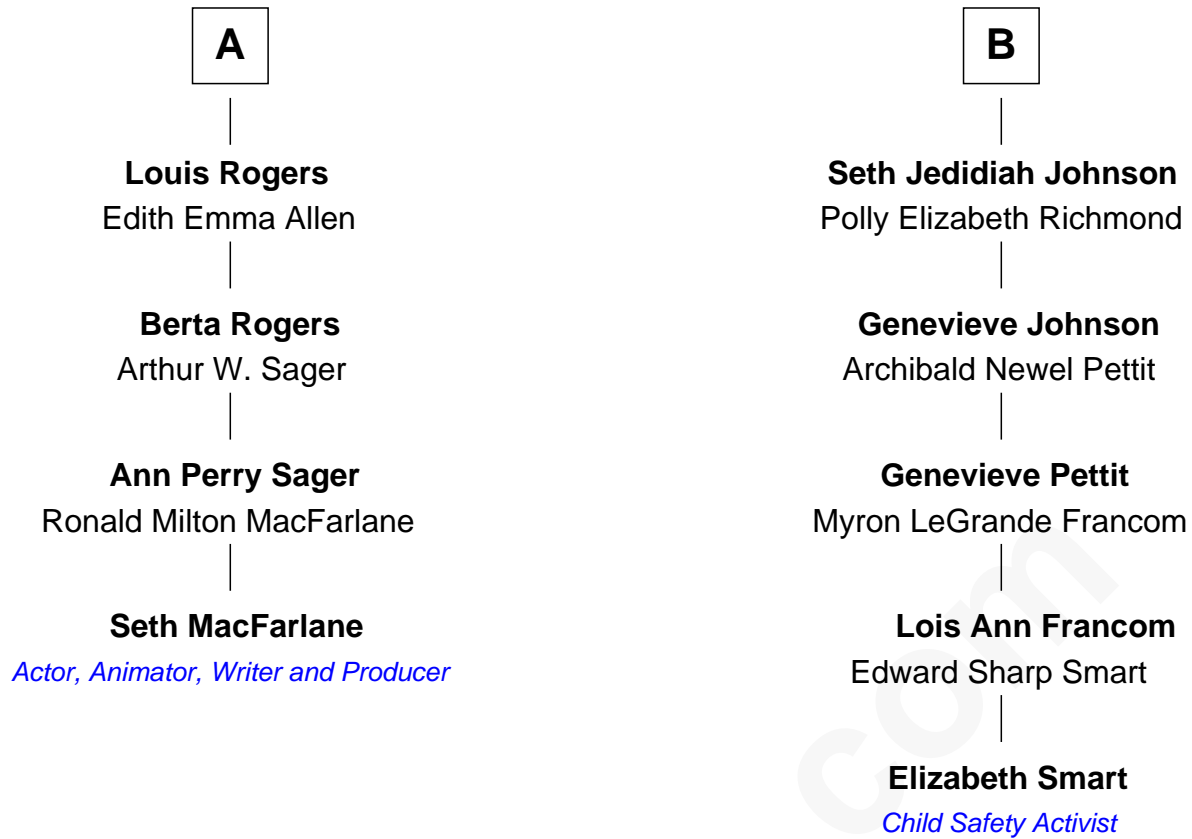 A
Louis Rogers
Edith Emma Allen
Berta Rogers
Arthur W. Sager
Ann Perry Sager
Ronald Milton MacFarlane
Seth MacFarlane
Actor, Animator, Writer and Producer
B
Seth Jedidiah Johnson
Polly Elizabeth Richmond
Genevieve Johnson
Archibald Newel Pettit
Genevieve Pettit
Myron LeGrande Francom
Lois Ann Francom
Edward Sharp Smart
Elizabeth Smart
Child Safety Activist
com